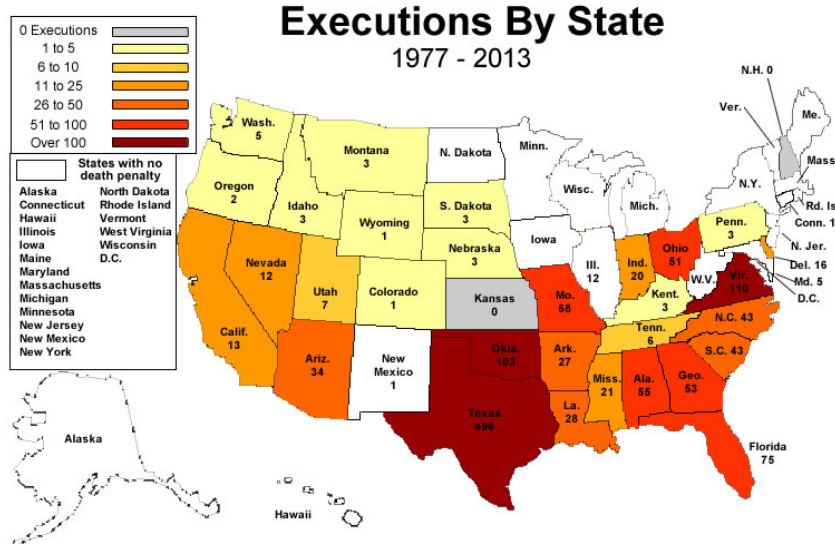 Executions By State
1977 - 2013
0 Executions
1 to 5
6 to 10
11 to 25
26 to 50
51 to 100
Over 100
States with no
death penalty
Alaska
Connecticut
Hawaii
Illinois
Iowa
Maine
Maryland
Massachusetts
Michigan
Minnesota
New Jersey
New Mexico
New York
North Dakota
Rhode Island
Vermont
West Virginia
Wisconsin
D.C.
N.H. 0
Ver.
Me.
Mass
Rd. Is
Conn. 1
N. Jer.
Del. 16
Md. 5
D.C.
Wash.
5
Montana
3
N. Dakota
Minn.
Oregon
2
Idaho
3
Wyoming
1
S. Dakota
3
Wisc.
Mich.
N.Y.
Nebraska
3
Iowa
Penn.
3
Nevada
12
Utah
7
Colorado
1
Kansas
0
Ill.
12
Ind.
20
Ohio
51
W.V.
Vir.
110
Calif.
13
Mo.
68
Kent.
3
Ariz.
34
New
Mexico
1
Okla.
103
Ark.
27
Tenn.
6
N.C. 43
S.C. 43
Texas
496
La.
28
Miss.
21
Ala.
55
Geo.
53
Florida
75
Alaska
Hawaii